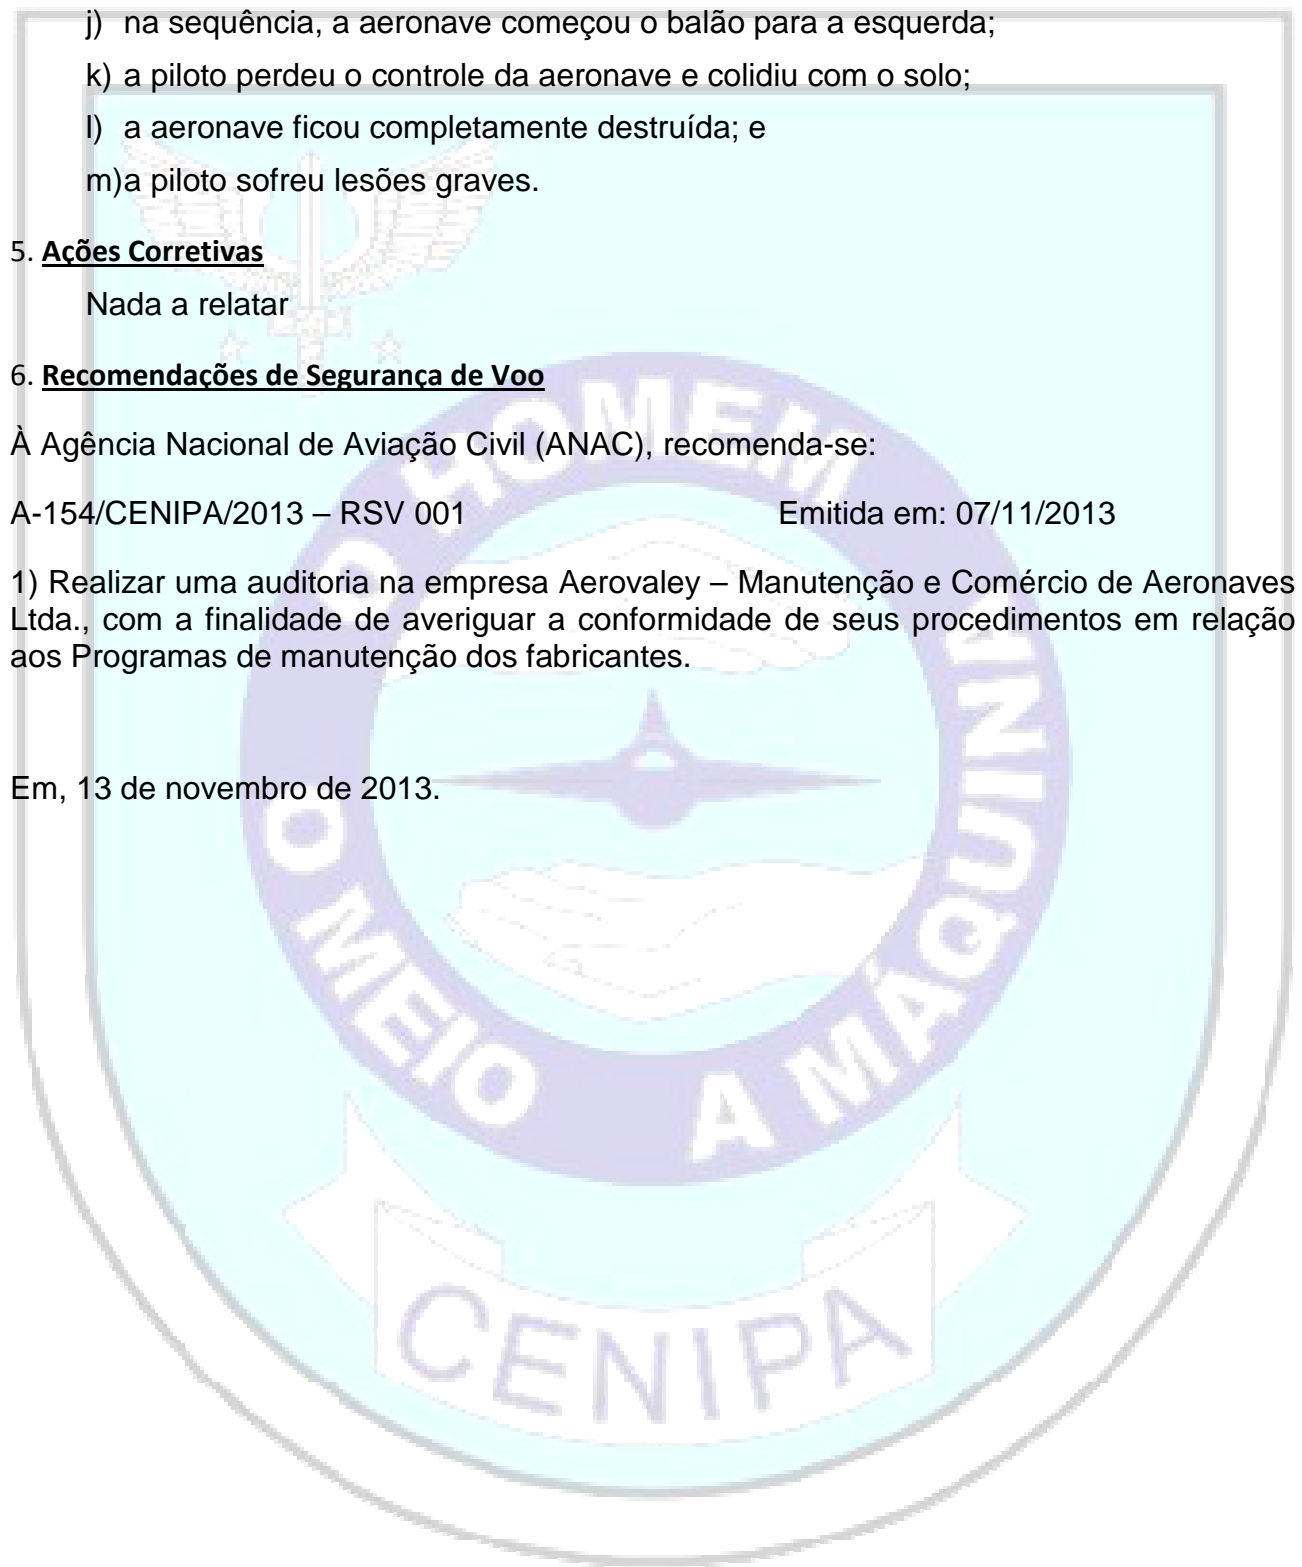 j) na sequência, a aeronave começou o balão para a esquerda;
k) a piloto perdeu o controle da aeronave e colidiu com o solo;
l) a aeronave ficou completamente destruída; e
m)a piloto sofreu lesões graves.
5. Ações Corretivas
Nada a relatar
6. Recomendações de Segurança de Voo
À Agência Nacional de Aviação Civil (ANAC), recomenda-se:
A-154/CENIPA/2013 – RSV 001 Emitida em: 07/11/2013
1) Realizar uma auditoria na empresa Aerovaley – Manutenção e Comércio de Aeronaves
Ltda., com a finalidade de averiguar a conformidade de seus procedimentos em relação
aos Programas de manutenção dos fabricantes.
Em, 13 de novembro de 2013.
O HOMEM
O MEIO
A MÁQUINA
CENIPA